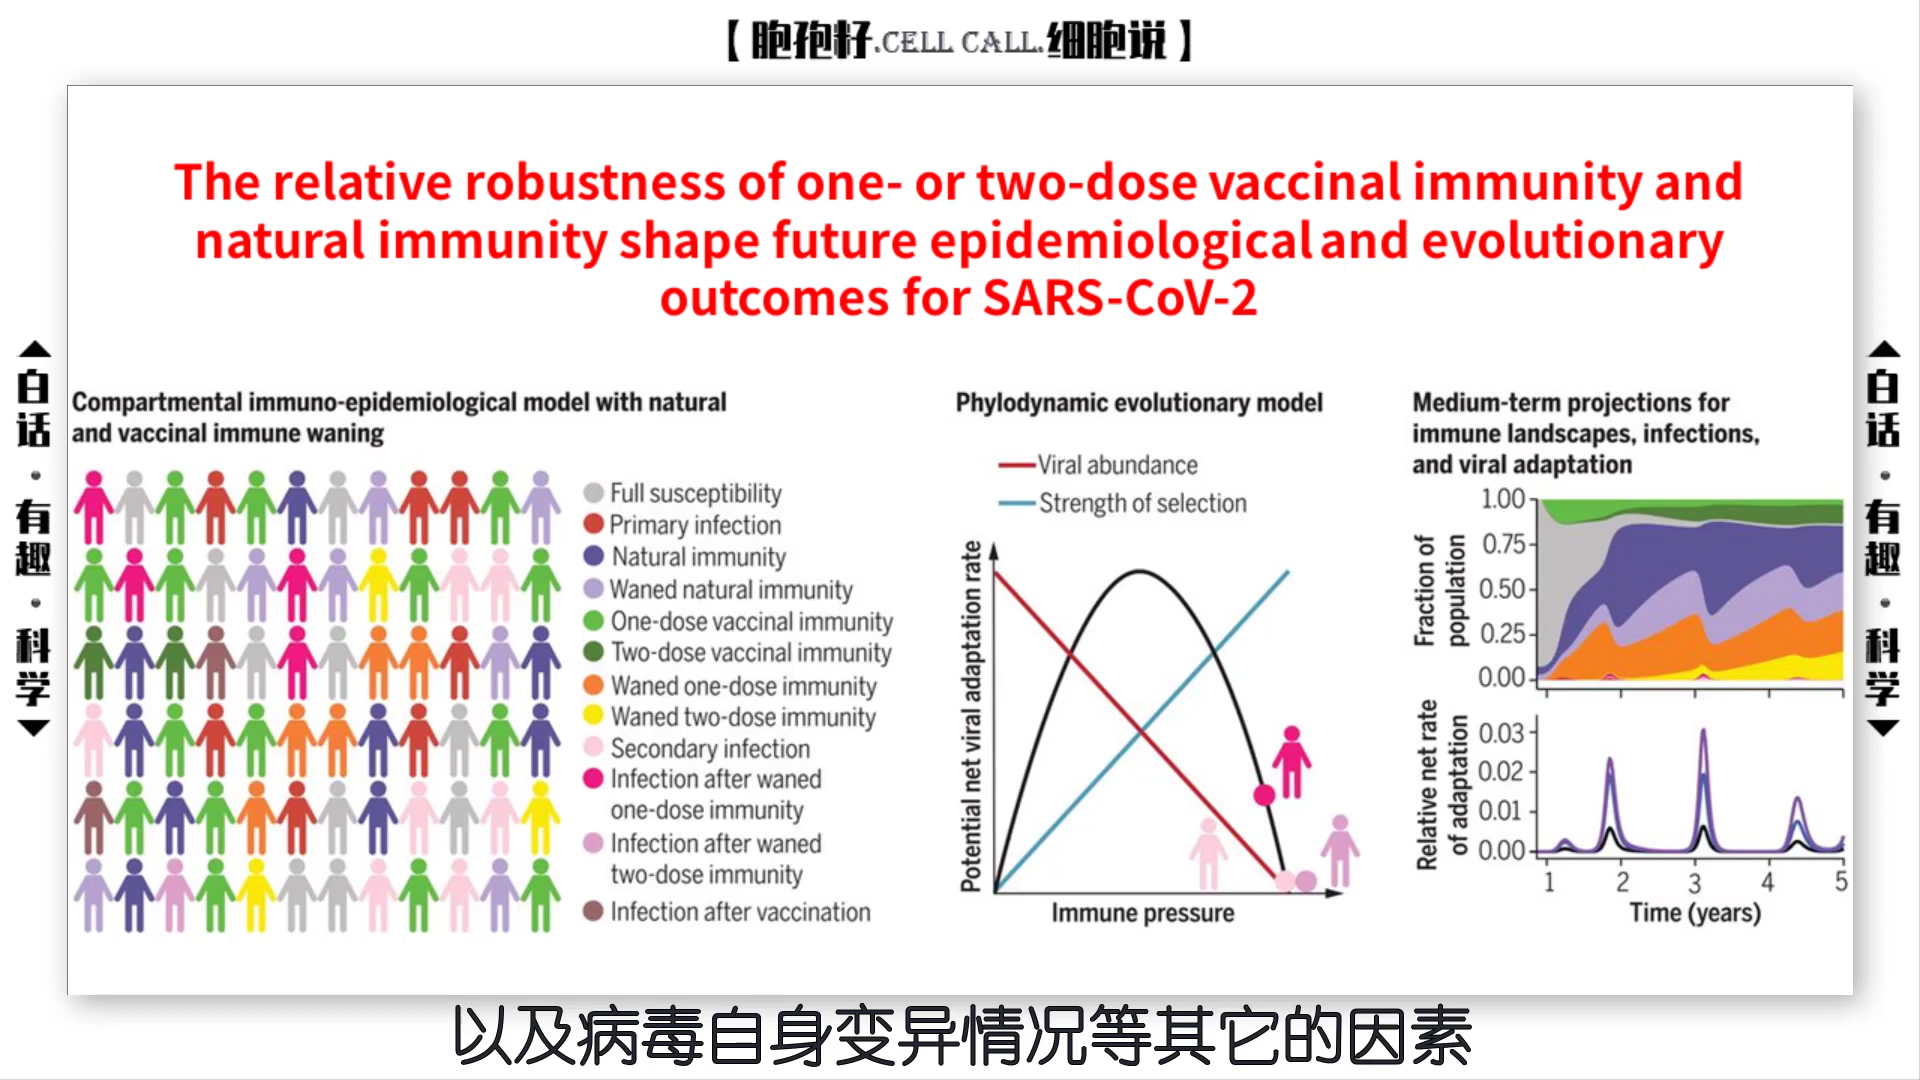 【胞孢籽.CELL CALL.细胞说】
The relative robustness of one- or two-dose vaccinal immunity and
natural immunity shape future epidemiological and evolutionary
outcomes for SARS-CoV-2
白话·有趣·科学
Compartmental immuno-epidemiological model with natural
and vaccinal immune waning
Full susceptibility
Primary infection
Natural immunity
Waned natural immunity
One-dose vaccinal immunity
Two-dose vaccinal immunity
Waned one-dose immunity
Waned two-dose immunity
Secondary infection
Infection after waned
one-dose immunity
Infection after waned
two-dose immunity
Infection after vaccination
Phylodynamic evolutionary model
Viral abundance
Strength of selection
Potential net viral adaptation rate
Immune pressure
Medium-term projections for
immune landscapes, infections,
and viral adaptation
Fraction of
population
1.00
0.75
0.50
0.25
0.00
Relative net rate
of adaptation
0.03
0.02
0.01
0.00
1 2 3 4 5
Time (years)
白话·有趣·科学
以及病毒自身变异情况等其它的因素